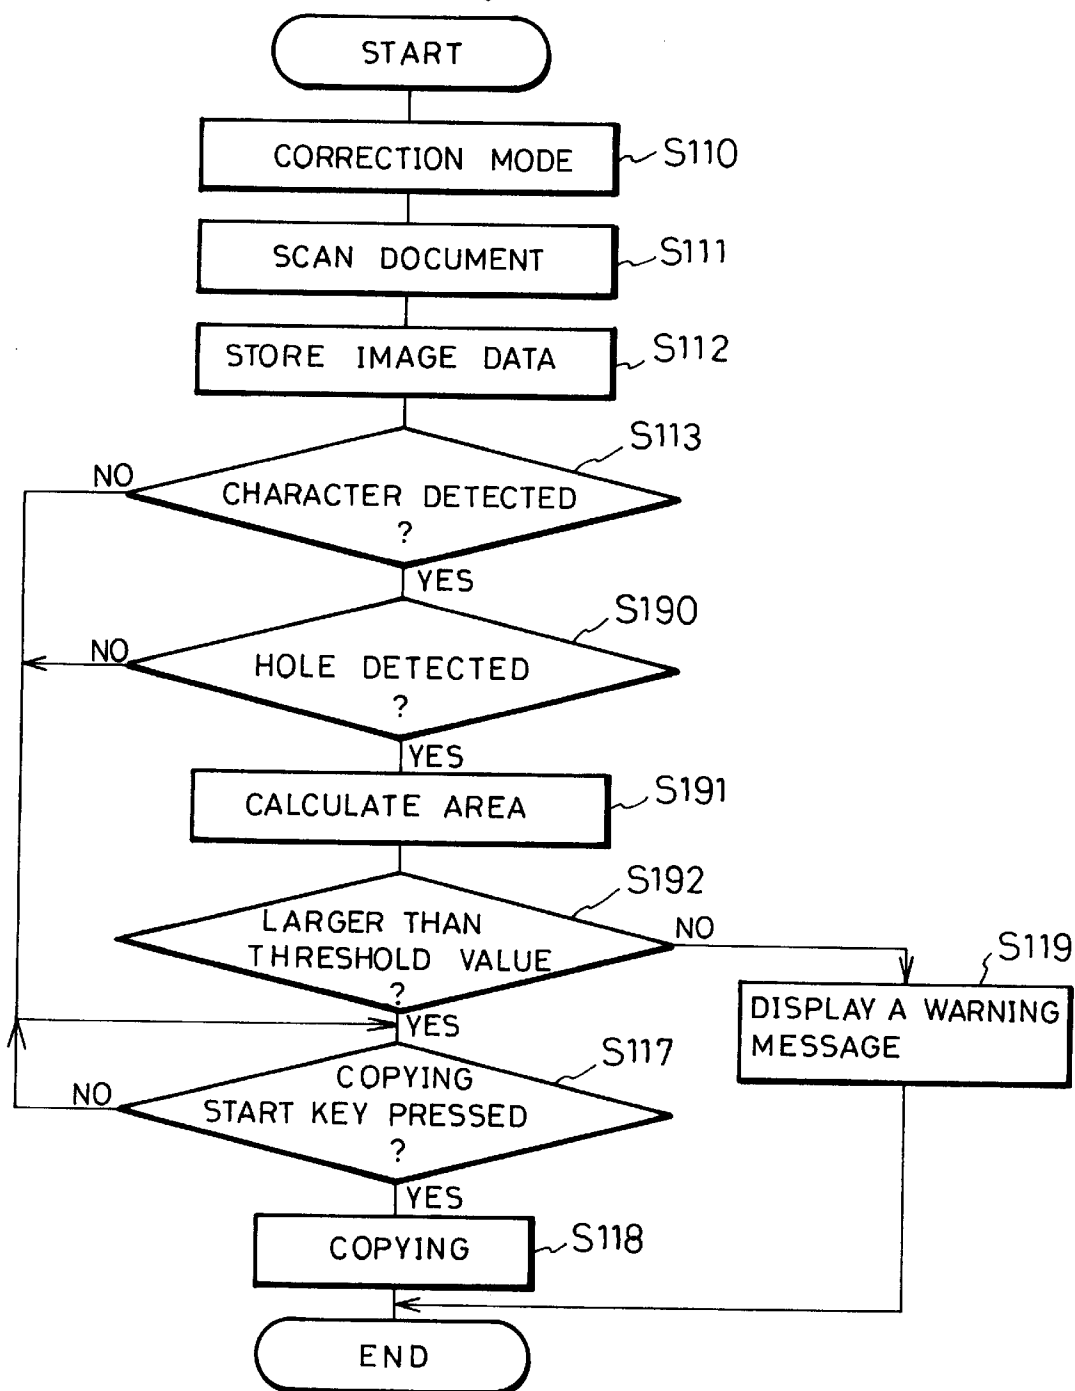 START
CORRECTION MODE
S110
SCAN DOCUMENT
S111
STORE IMAGE DATA
S112
S113
NO
CHARACTER DETECTED
?
YES
S190
NO
HOLE DETECTED
?
YES
CALCULATE AREA
S191
S192
LARGER THAN
THRESHOLD VALUE
?
NO
YES
S119
DISPLAY A WARNING
MESSAGE
S117
COPYING
START KEY PRESSED
?
NO
YES
COPYING
S118
END